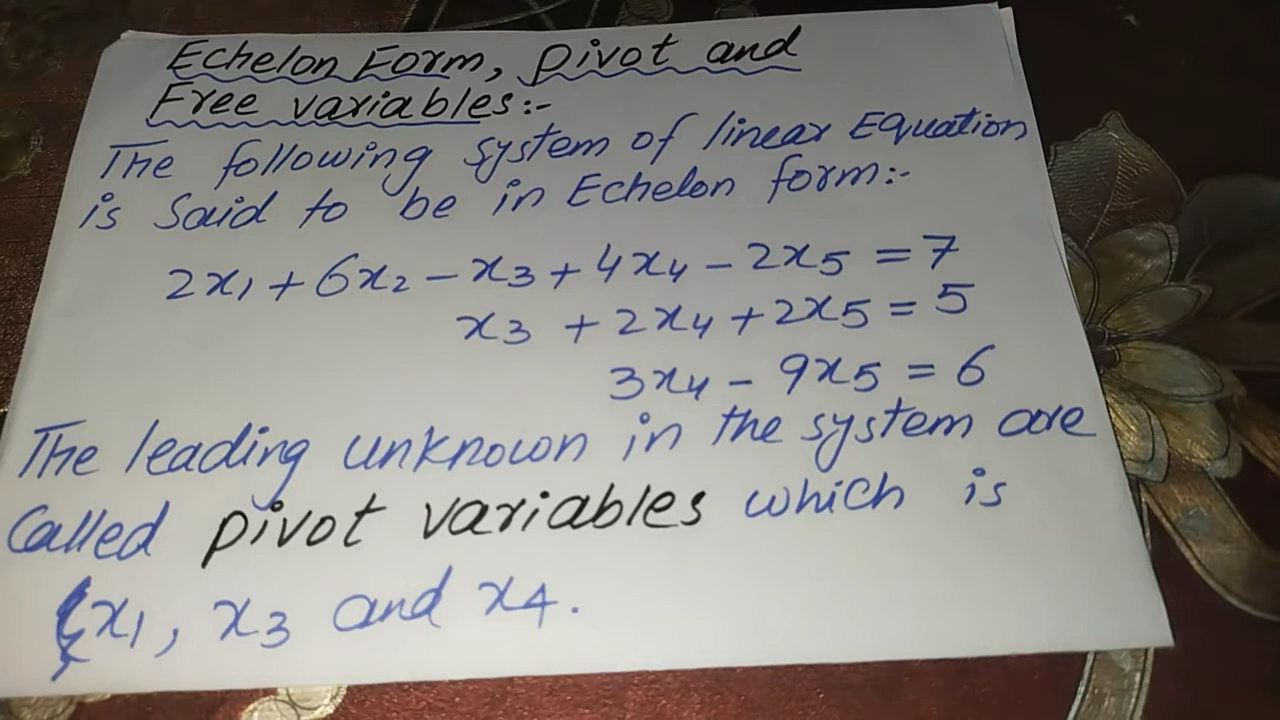 Echelon Form, pivot and
Free variables:-
The following system of linear Equation
is Said to be in Echelon form:-
2x₁ + 6x₂ - x₃ + 4x₄ - 2x₅ = 7
x₃ + 2x₄ + 2x₅ = 5
3x₄ - 9x₅ = 6
The leading unknown in the system are
Called pivot variables which is
x₁, x₃ and x₄.